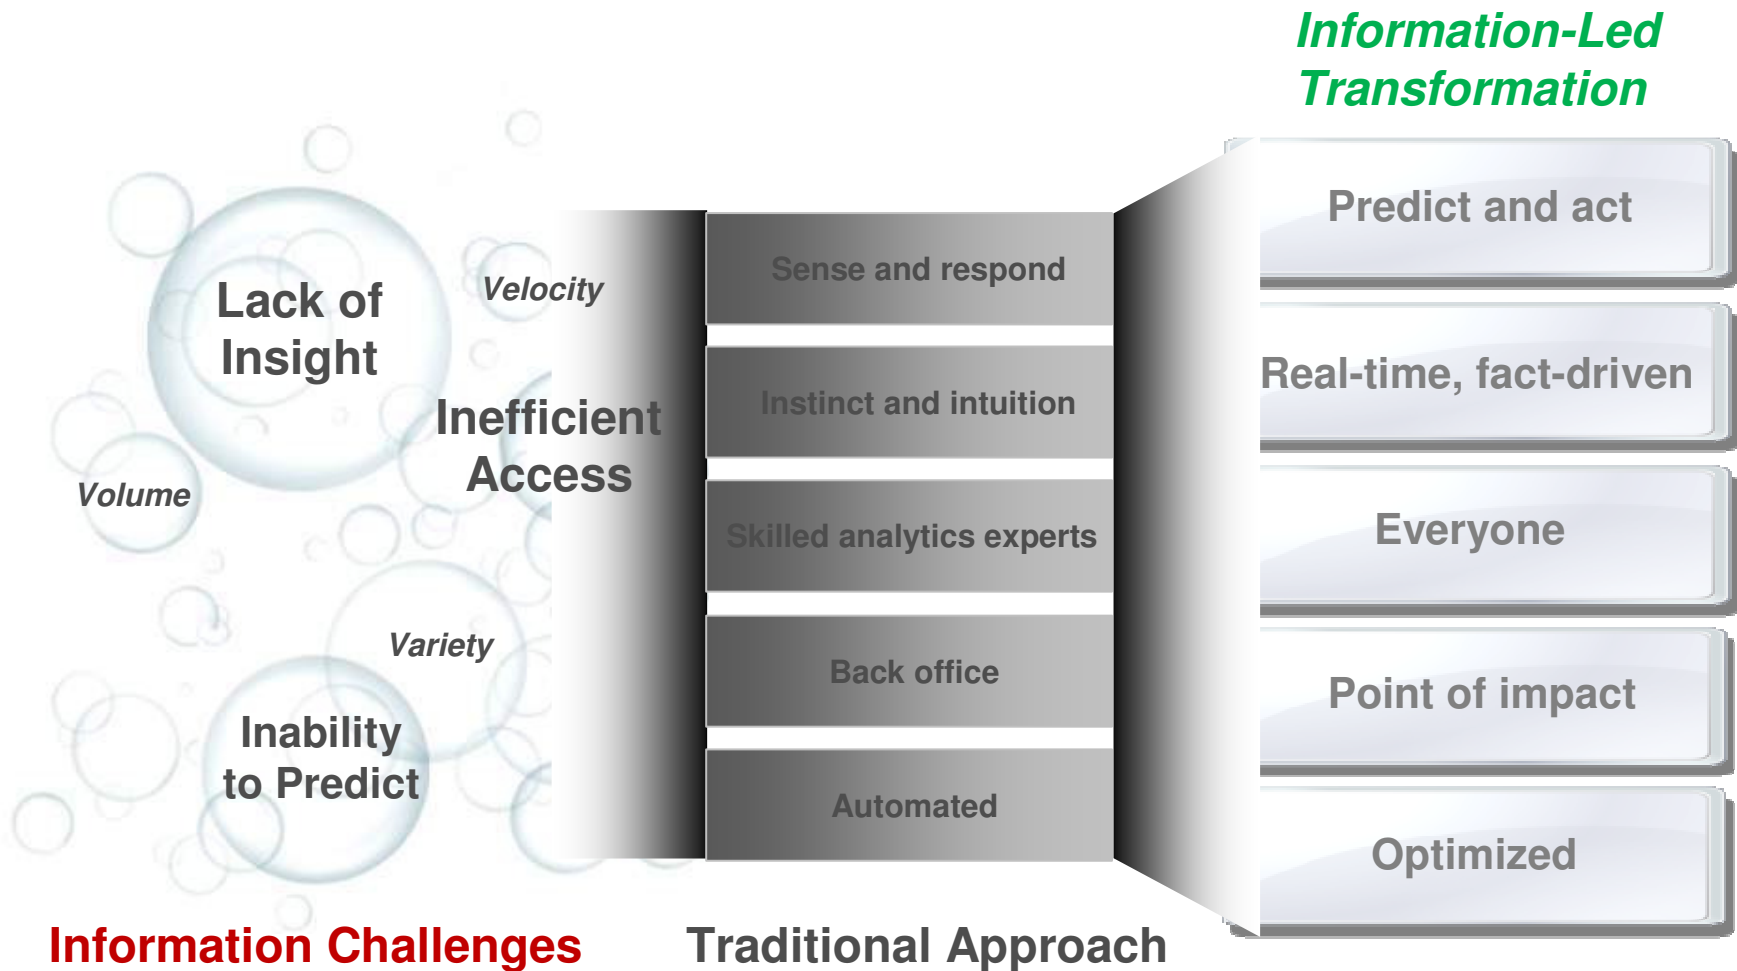 Information-Led
Transformation
Lack of
Insight
Velocity
Inefficient
Access
Volume
Variety
Inability
to Predict
Information Challenges
Sense and respond
Instinct and intuition
Skilled analytics experts
Back office
Automated
Traditional Approach
Predict and act
Real-time, fact-driven
Everyone
Point of impact
Optimized